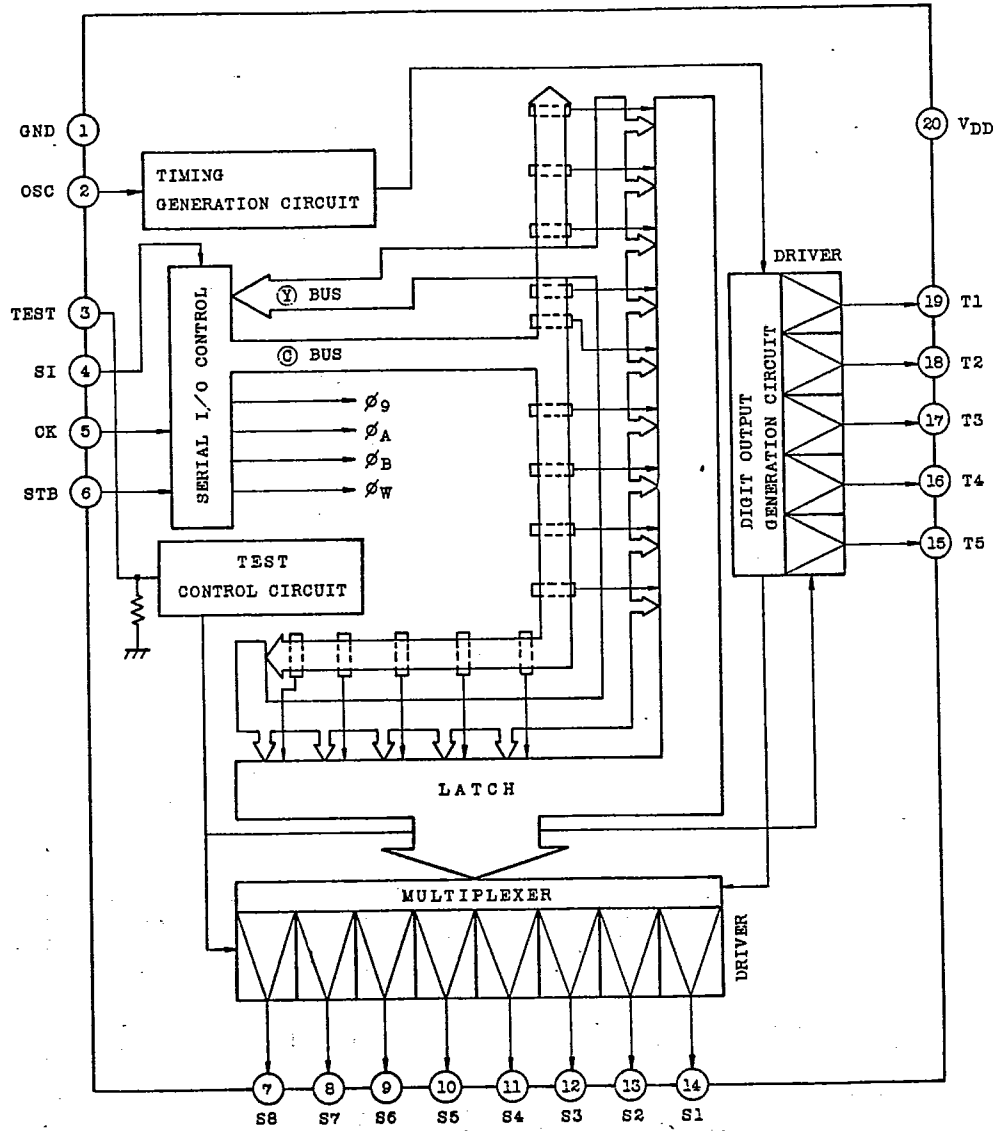 GND 1
OSC 2
TEST 3
SI 4
CK 5
STB 6
TIMING
GENERATION CIRCUIT
SERIAL I/O CONTROL
Ⓨ BUS
Ⓒ BUS
Ø9
ØA
ØB
ØW
TEST
CONTROL CIRCUIT
20 VDD
DRIVER
DIGIT OUTPUT
GENERATION CIRCUIT
19 T1
18 T2
17 T3
16 T4
15 T5
LATCH
MULTIPLEXER
DRIVER
7 8 9 10 11 12 13 14
S8 S7 S6 S5 S4 S3 S2 S1